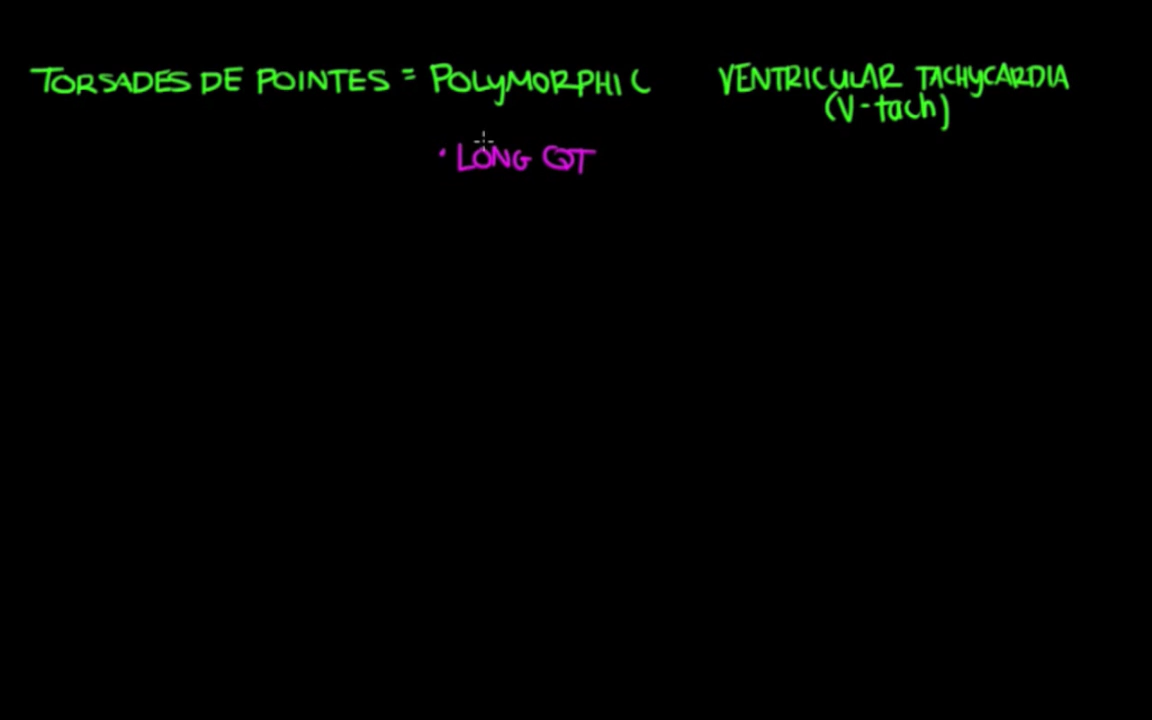 TORSADES DE POINTES = POLYMORPHIC VENTRICULAR TACHYCARDIA
(V-tach)
• LONG QT